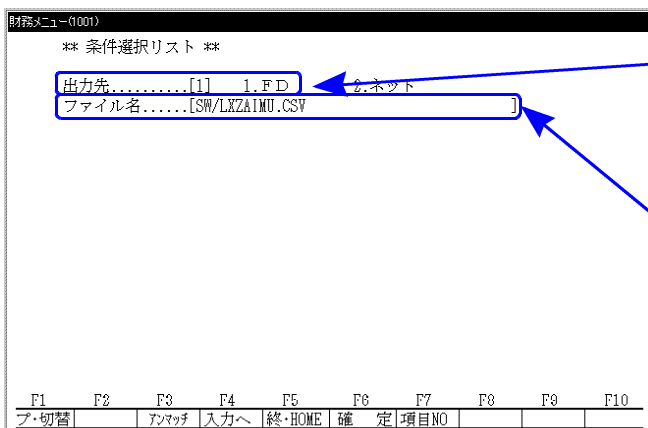 財務メニュー(1001)
** 条件選択リスト **
出力先..........[1] 1.ＦＤ 2.ネット
ファイル名......[SW/LXZAIMU.CSV ]
F1 F2 F3 F4 F5 F6 F7 F8 F9 F10
プ・切替 アンマッチ 入力へ 終・HOME 確 定 項目NO